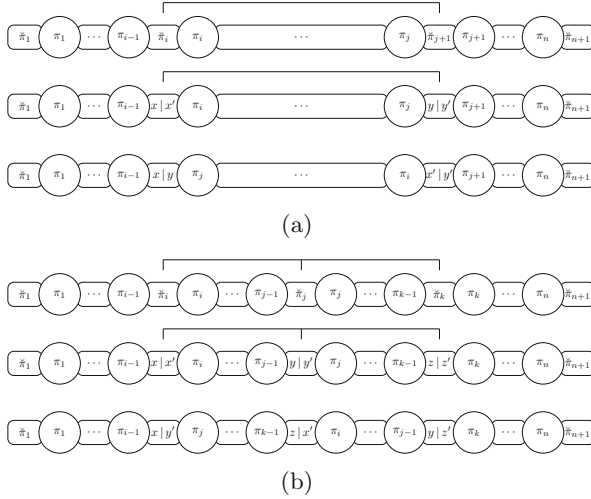 π̆₁ π₁ ⋯ πᵢ₋₁ π̆ᵢ πᵢ ⋯ πⱼ π̆ⱼ₊₁ πⱼ₊₁ ⋯ πₙ π̆ₙ₊₁
π̆₁ π₁ ⋯ πᵢ₋₁ x | x′ πᵢ ⋯ πⱼ y | y′ πⱼ₊₁ ⋯ πₙ π̆ₙ₊₁
π̆₁ π₁ ⋯ πᵢ₋₁ x | y πⱼ ⋯ πᵢ x′ | y′ πⱼ₊₁ ⋯ πₙ π̆ₙ₊₁
(a)
π̆₁ π₁ ⋯ πᵢ₋₁ π̆ᵢ πᵢ ⋯ πⱼ₋₁ π̆ⱼ πⱼ ⋯ πₖ₋₁ π̆ₖ πₖ ⋯ πₙ π̆ₙ₊₁
π̆₁ π₁ ⋯ πᵢ₋₁ x | x′ πᵢ ⋯ πⱼ₋₁ y | y′ πⱼ ⋯ πₖ₋₁ z | z′ πₖ ⋯ πₙ π̆ₙ₊₁
π̆₁ π₁ ⋯ πᵢ₋₁ x | y′ πⱼ ⋯ πₖ₋₁ z | x′ πᵢ ⋯ πⱼ₋₁ y | z′ πₖ ⋯ πₙ π̆ₙ₊₁
(b)